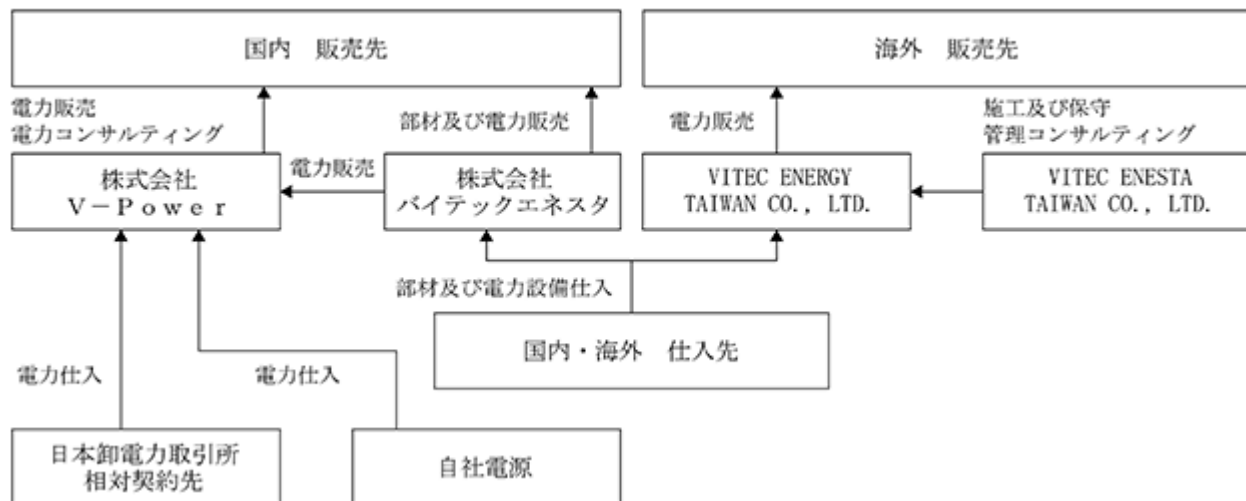 国内 販売先
海外 販売先
電力販売
電力コンサルティング
部材及び電力販売
電力販売
施工及び保守
管理コンサルティング
株式会社
V－Power
電力販売
株式会社
バイテックエネスタ
VITEC ENERGY
TAIWAN CO., LTD.
VITEC ENESTA
TAIWAN CO., LTD.
部材及び電力設備仕入
国内・海外 仕入先
電力仕入
電力仕入
日本卸電力取引所
相対契約先
自社電源